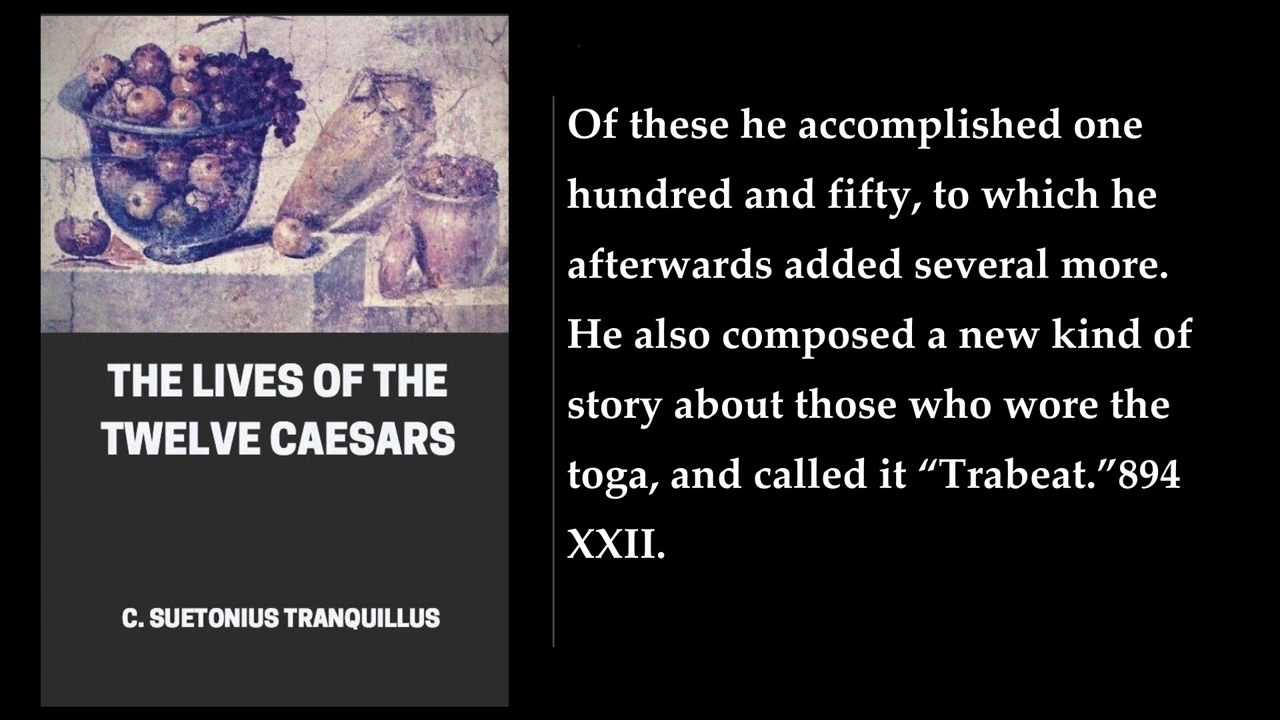 THE LIVES OF THE
TWELVE CAESARS
C. SUETONIUS TRANQUILLUS
Of these he accomplished one
hundred and fifty, to which he
afterwards added several more.
He also composed a new kind of
story about those who wore the
toga, and called it “Trabeat.”894
XXII.